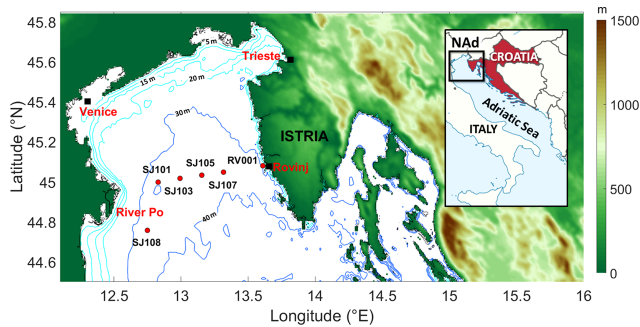 45.8
45.6
45.4
45.2
45
44.8
44.6
Latitude (°N)
12.5
13
13.5
14
14.5
15
15.5
16
Longitude (°E)
5 m
15 m
20 m
30 m
40 m
Trieste
Venice
ISTRIA
Rovinj
RV001
SJ101
SJ103
SJ105
SJ107
River Po
SJ108
NAd
CROATIA
Adriatic Sea
ITALY
m
1500
1000
500
0